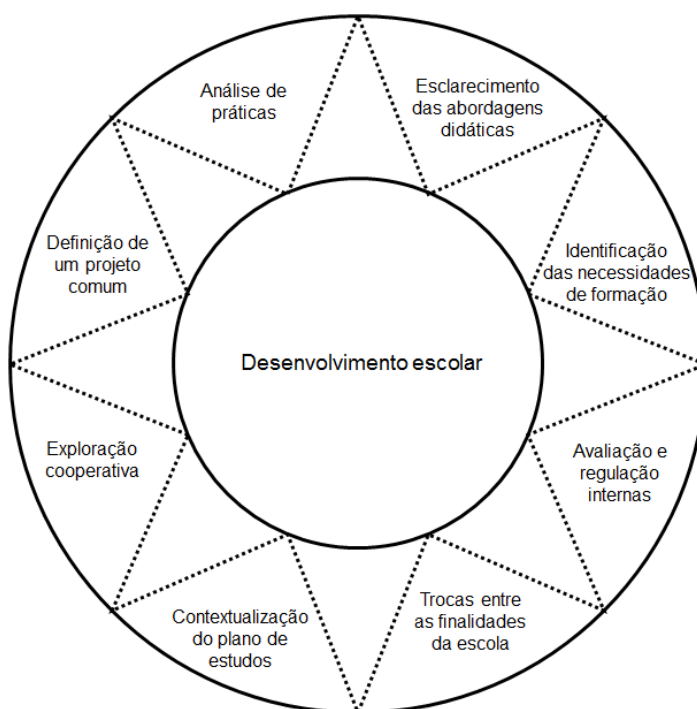 Análise de
práticas
Esclarecimento
das abordagens
didáticas
Definição de
um projeto
comum
Identificação
das necessidades
de formação
Desenvolvimento escolar
Exploração
cooperativa
Avaliação e
regulação
internas
Contextualização
do plano de
estudos
Trocas entre
as finalidades
da escola